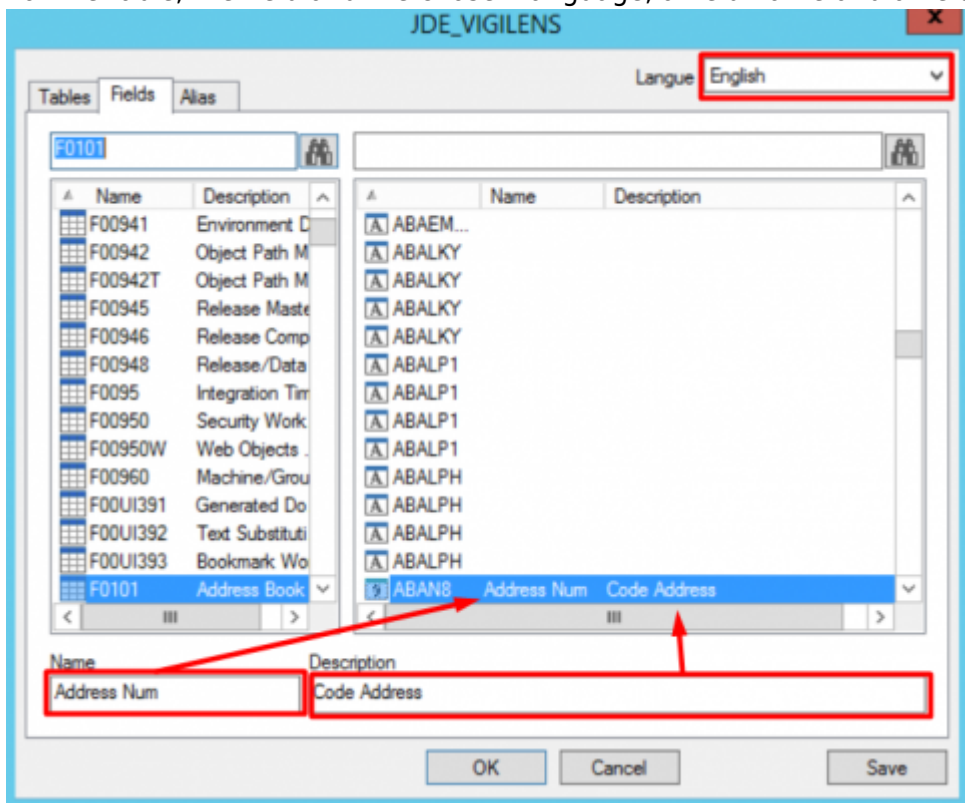 JDE_VIGILENS
x
Langue English
Tables Fields Alias
F0101
Name Description
Name Description
F00941 Environment D
ABAEM...
F00942 Object Path M
ABALKY
F00942T Object Path M
ABALKY
F00945 Release Maste
ABALKY
F00946 Release Comp
ABALKY
F00948 Release/Data
ABALP1
F0095 Integration Tim
ABALP1
F00950 Security Work
ABALP1
F00950W Web Objects .
ABALP1
F00960 Machine/Grou
ABALPH
F00UI391 Generated Do
ABALPH
F00UI392 Text Substituti
ABALPH
F00UI393 Bookmark Wo
ABALPH
F0101 Address Book
ABAN8 Address Num Code Address
Name
Description
Address Num
Code Address
OK Cancel Save